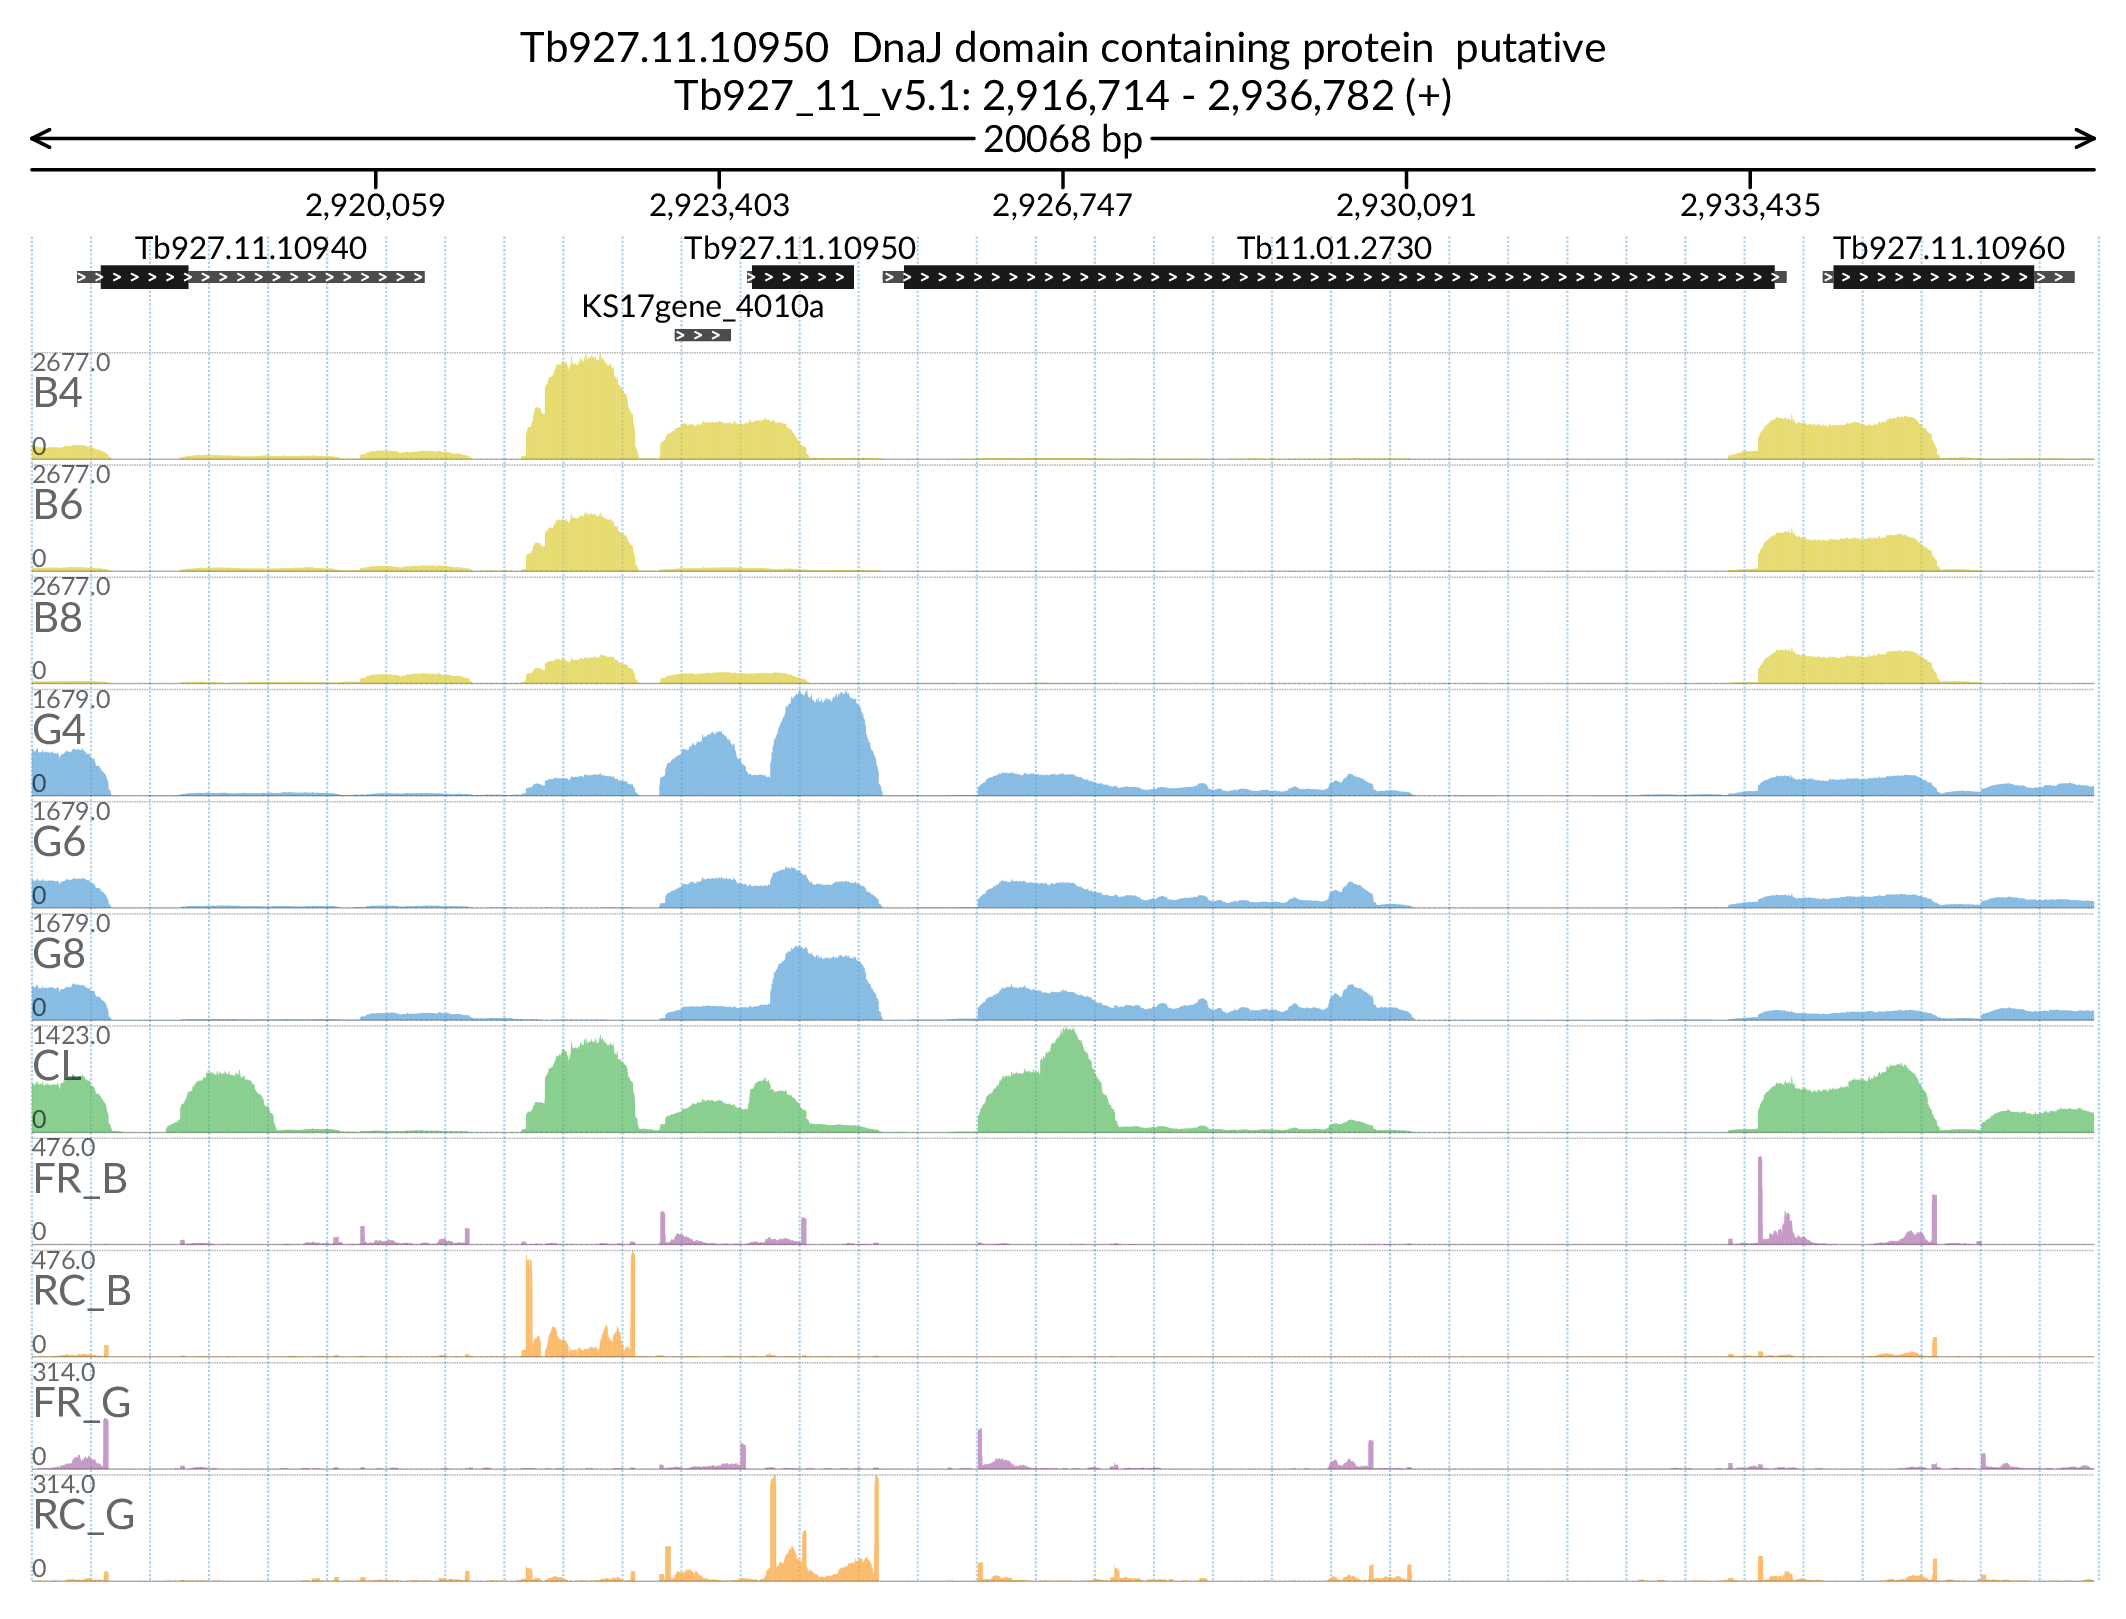 Tb927.11.10950  DnaJ domain containing protein  putative
Tb927_11_v5.1: 2,916,714 - 2,936,782 (+)
20068 bp
2,920,059 2,923,403 2,926,747 2,930,091 2,933,435
Tb927.11.10940 Tb927.11.10950 Tb11.01.2730 Tb927.11.10960
KS17gene_4010a
2677.0
B4
0
2677.0
B6
0
2677.0
B8
0
1679.0
G4
0
1679.0
G6
0
1679.0
G8
0
1423.0
CL
0
476.0
FR_B
0
476.0
RC_B
0
314.0
FR_G
0
314.0
RC_G
0